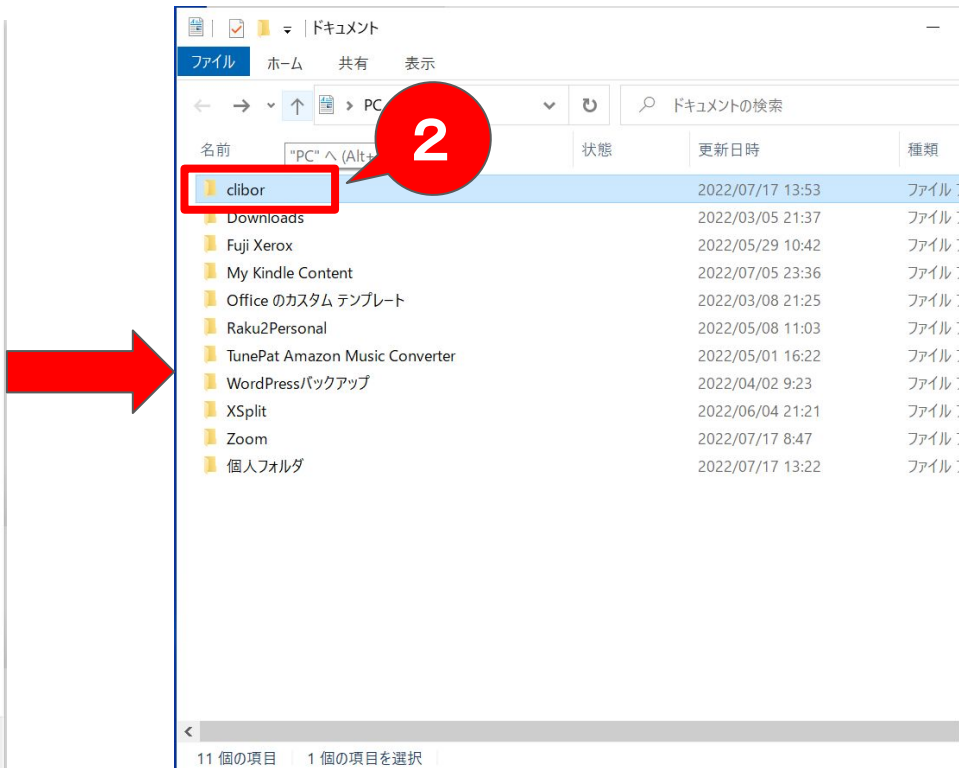 ドキュメント
ファイル ホーム 共有 表示
PC ドキュメントの検索
2
名前 状態 更新日時 種類
"PC" へ (Alt+
clibor 2022/07/17 13:53 ファイル
Downloads 2022/03/05 21:37 ファイル
Fuji Xerox 2022/05/29 10:42 ファイル
My Kindle Content 2022/07/05 23:36 ファイル
Office のカスタム テンプレート 2022/03/08 21:25 ファイル
Raku2Personal 2022/05/08 11:03 ファイル
TunePat Amazon Music Converter 2022/05/01 16:22 ファイル
WordPressバックアップ 2022/04/02 9:23 ファイル
XSplit 2022/06/04 21:21 ファイル
Zoom 2022/07/17 8:47 ファイル
個人フォルダ 2022/07/17 13:22 ファイル
11 個の項目 1 個の項目を選択